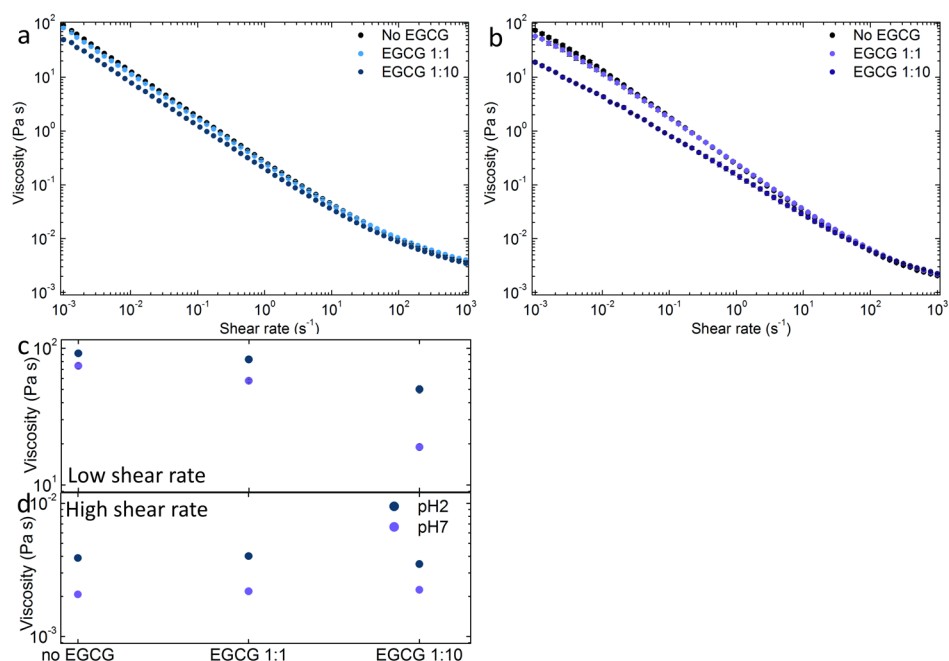 a
No EGCG
EGCG 1:1
EGCG 1:10
Viscosity (Pa s)
10²
10¹
10⁰
10⁻¹
10⁻²
10⁻³
10⁻³ 10⁻² 10⁻¹ 10⁰ 10¹ 10² 10³
Shear rate (s⁻¹)
b
No EGCG
EGCG 1:1
EGCG 1:10
Viscosity (Pa s)
10²
10¹
10⁰
10⁻¹
10⁻²
10⁻³
10⁻³ 10⁻² 10⁻¹ 10⁰ 10¹ 10² 10³
Shear rate (s⁻¹)
c
Viscosity (Pa s)
10²
10¹
Low shear rate
d
High shear rate
Viscosity (Pa s)
10⁻²
10⁻³
pH2
pH7
no EGCG EGCG 1:1 EGCG 1:10